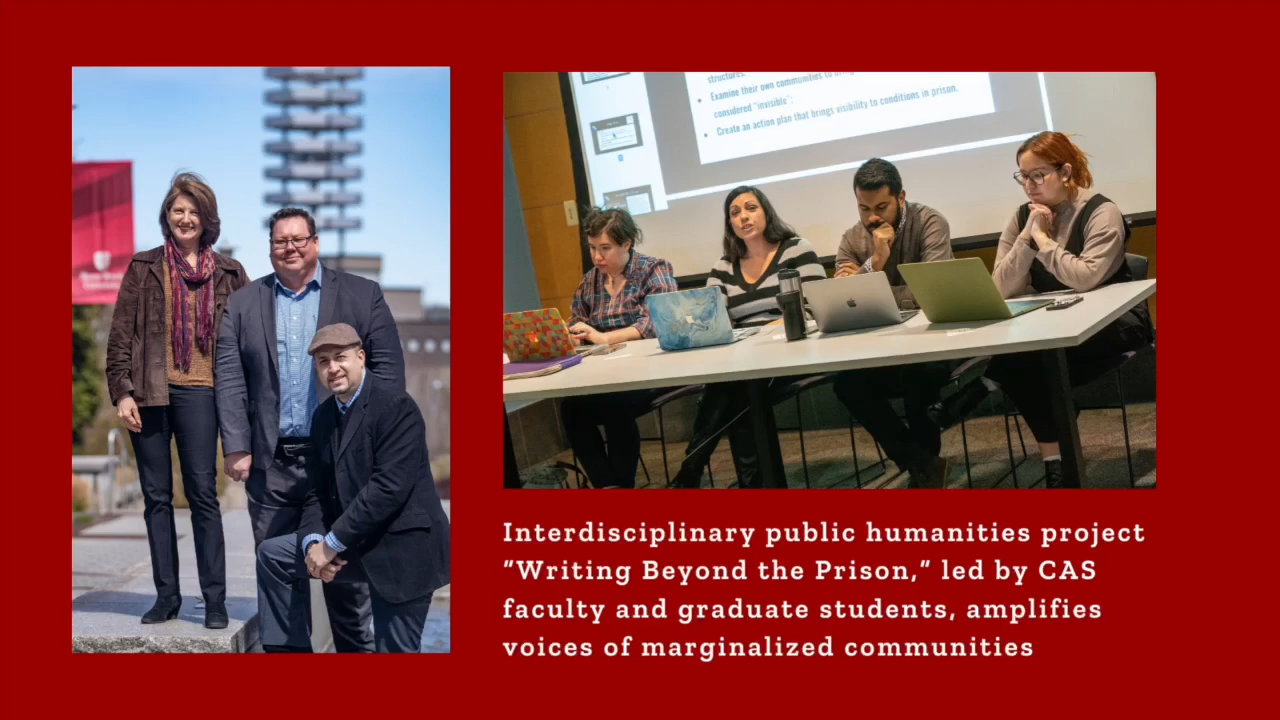 structures;
Examine their own communities to
considered "invisible";
Create an action plan that brings visibility to conditions in prison.
Interdisciplinary public humanities project
"Writing Beyond the Prison," led by CAS
faculty and graduate students, amplifies
voices of marginalized communities